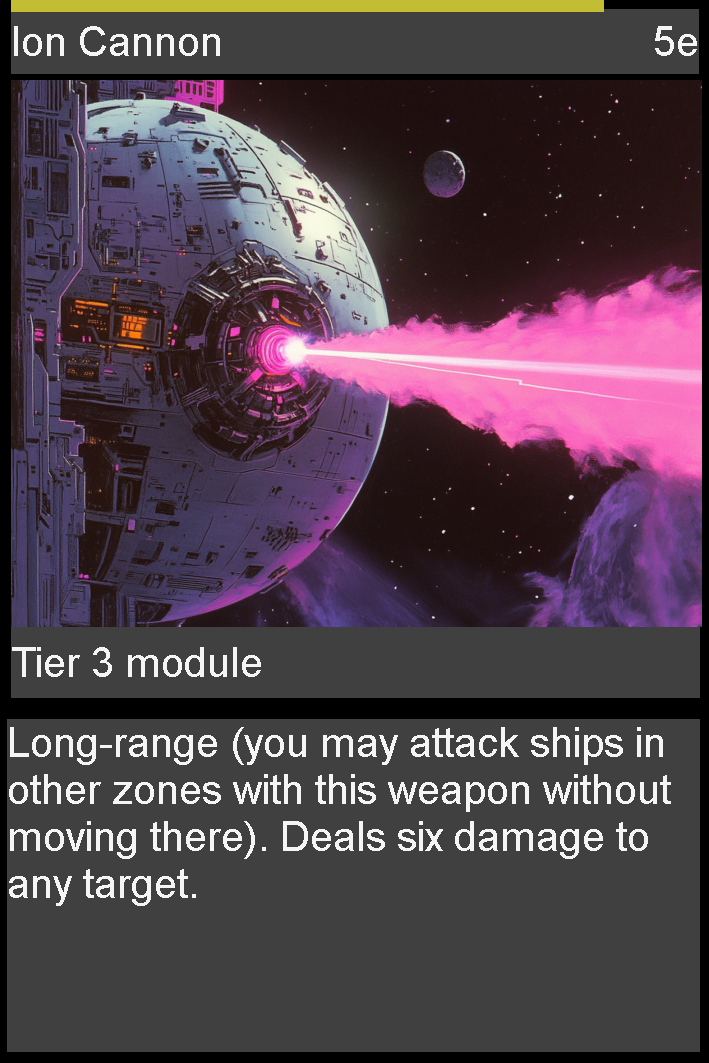 Ion Cannon 5e
Tier 3 module
Long-range (you may attack ships in
other zones with this weapon without
moving there). Deals six damage to
any target.